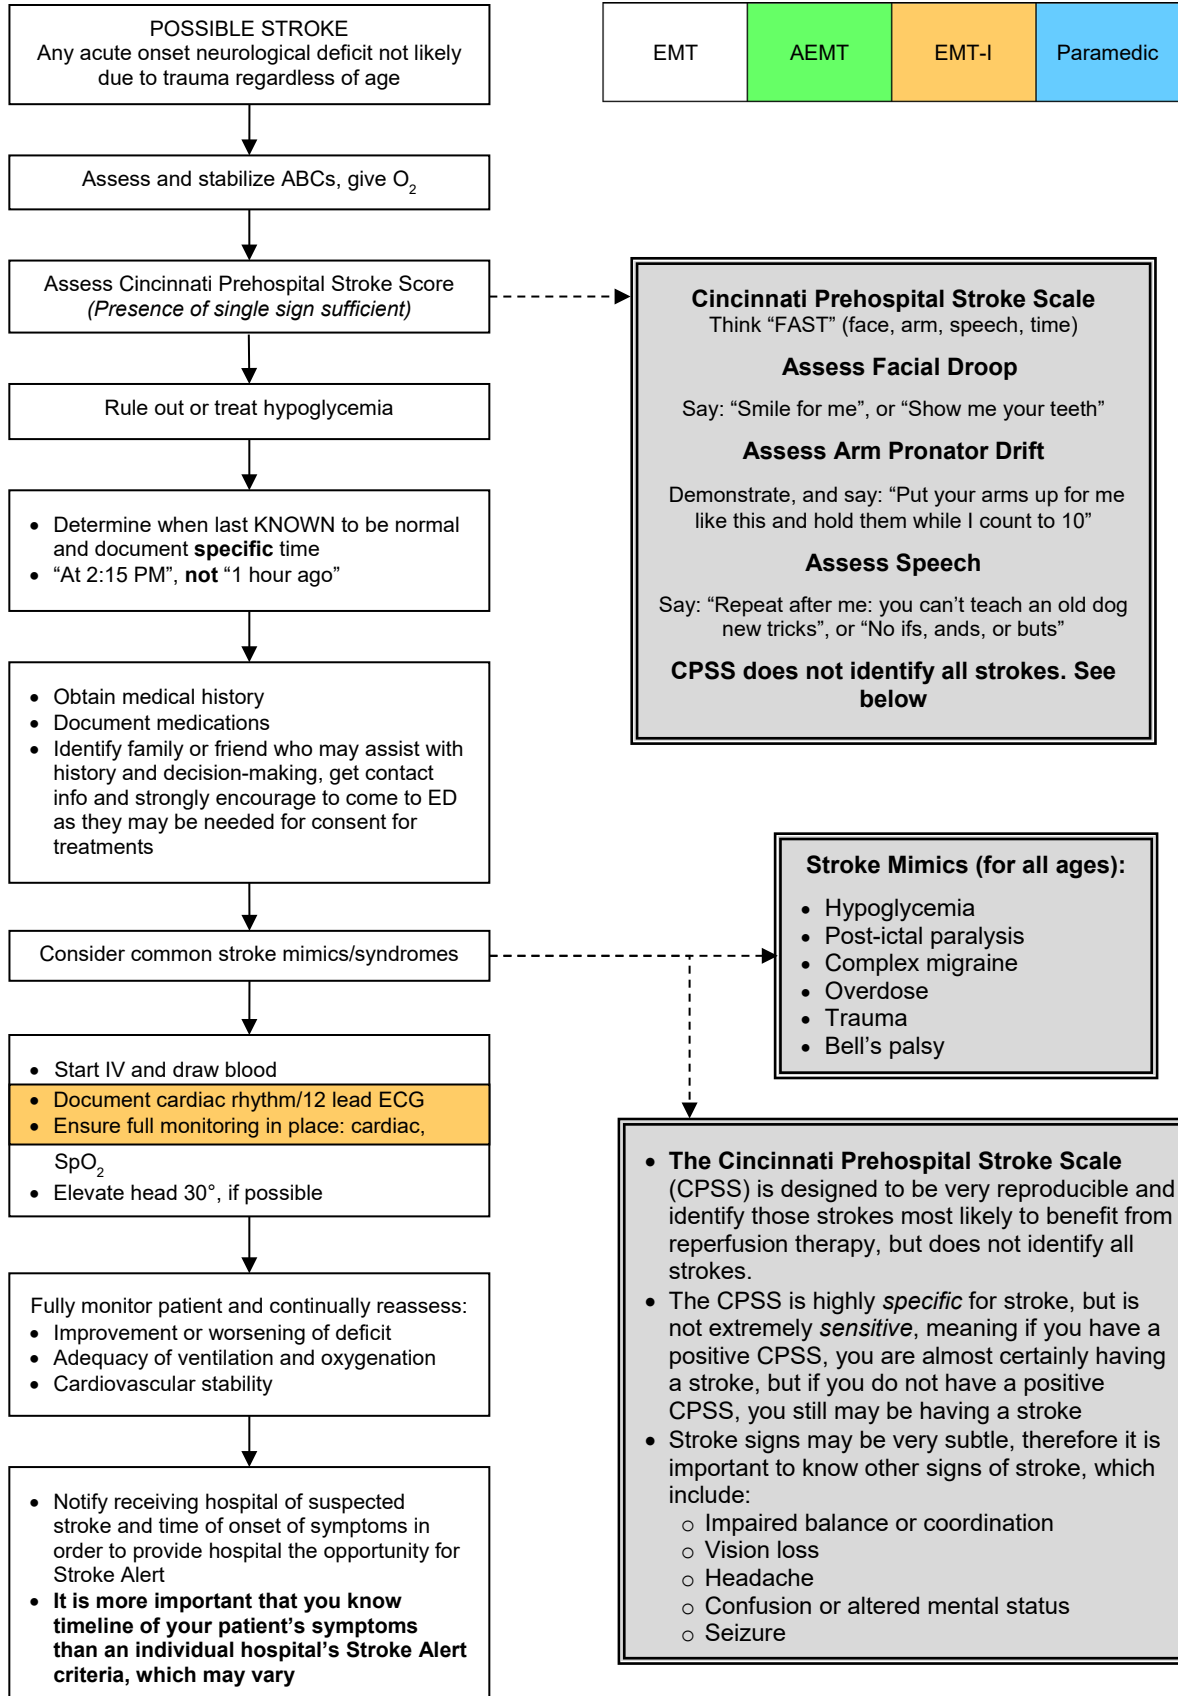 POSSIBLE STROKE
Any acute onset neurological deficit not likely
due to trauma regardless of age
EMT
AEMT
EMT-I
Paramedic
Assess and stabilize ABCs, give O2
Assess Cincinnati Prehospital Stroke Score
(Presence of single sign sufficient)
Rule out or treat hypoglycemia
• Determine when last KNOWN to be normal
and document specific time
• “At 2:15 PM”, not “1 hour ago”
• Obtain medical history
• Document medications
• Identify family or friend who may assist with
history and decision-making, get contact
info and strongly encourage to come to ED
as they may be needed for consent for
treatments
Consider common stroke mimics/syndromes
• Start IV and draw blood
• Document cardiac rhythm/12 lead ECG
• Ensure full monitoring in place: cardiac,
SpO2
• Elevate head 30°, if possible
Fully monitor patient and continually reassess:
• Improvement or worsening of deficit
• Adequacy of ventilation and oxygenation
• Cardiovascular stability
• Notify receiving hospital of suspected
stroke and time of onset of symptoms in
order to provide hospital the opportunity for
Stroke Alert
• It is more important that you know
timeline of your patient’s symptoms
than an individual hospital’s Stroke Alert
criteria, which may vary
Cincinnati Prehospital Stroke Scale
Think “FAST” (face, arm, speech, time)
Assess Facial Droop
Say: “Smile for me”, or “Show me your teeth”
Assess Arm Pronator Drift
Demonstrate, and say: “Put your arms up for me
like this and hold them while I count to 10”
Assess Speech
Say: “Repeat after me: you can’t teach an old dog
new tricks”, or “No ifs, ands, or buts”
CPSS does not identify all strokes. See
below
Stroke Mimics (for all ages):
• Hypoglycemia
• Post-ictal paralysis
• Complex migraine
• Overdose
• Trauma
• Bell’s palsy
• The Cincinnati Prehospital Stroke Scale
(CPSS) is designed to be very reproducible and
identify those strokes most likely to benefit from
reperfusion therapy, but does not identify all
strokes.
• The CPSS is highly specific for stroke, but is
not extremely sensitive, meaning if you have a
positive CPSS, you are almost certainly having
a stroke, but if you do not have a positive
CPSS, you still may be having a stroke
• Stroke signs may be very subtle, therefore it is
important to know other signs of stroke, which
include:
o Impaired balance or coordination
o Vision loss
o Headache
o Confusion or altered mental status
o Seizure